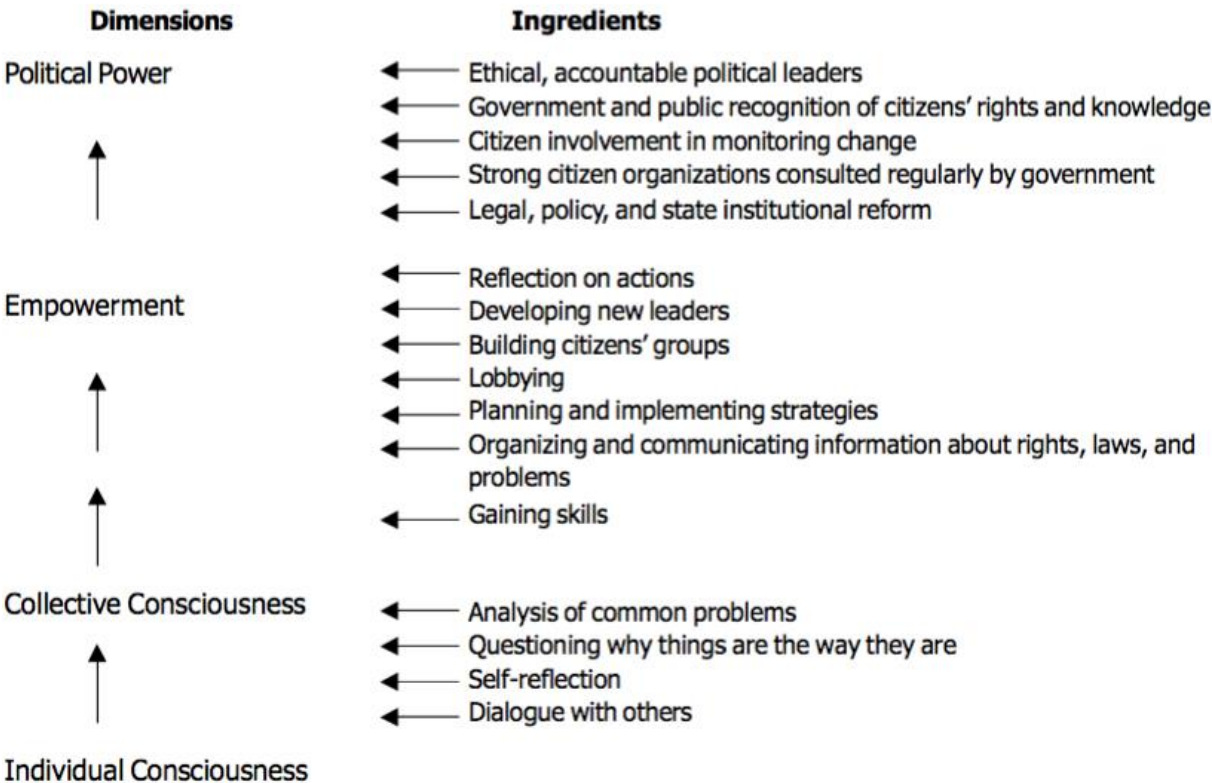 Dimensions Ingredients
Political Power
Ethical, accountable political leaders
Government and public recognition of citizens’ rights and knowledge
Citizen involvement in monitoring change
Strong citizen organizations consulted regularly by government
Legal, policy, and state institutional reform
Empowerment
Reflection on actions
Developing new leaders
Building citizens’ groups
Lobbying
Planning and implementing strategies
Organizing and communicating information about rights, laws, and
problems
Gaining skills
Collective Consciousness
Analysis of common problems
Questioning why things are the way they are
Self-reflection
Dialogue with others
Individual Consciousness